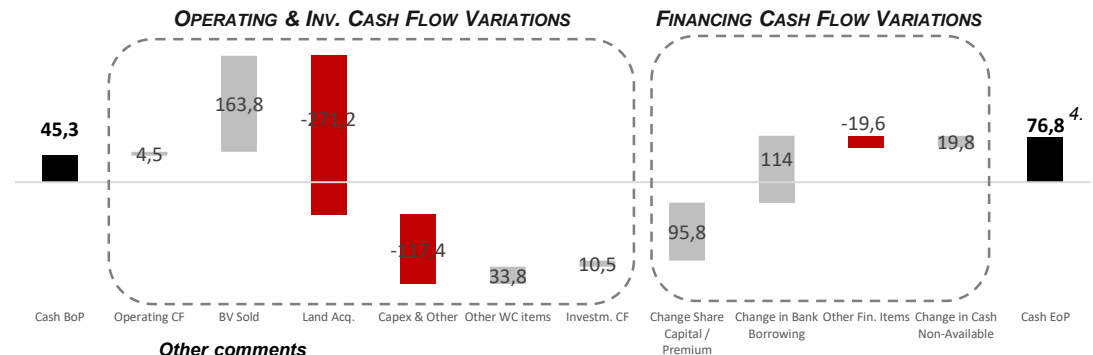 OPERATING & INV. CASH FLOW VARIATIONS
FINANCING CASH FLOW VARIATIONS
45,3
4,5
163,8
-271,2
-117,4
33,8
10,5
95,8
114
-19,6
19,8
76,8
4.
Cash BoP
Operating CF
BV Sold
Land Acq.
Capex & Other
Other WC items
Investm. CF
Change Share
Capital /
Premium
Change in Bank
Borrowing
Other Fin. Items
Change in Cash
Non-Available
Cash EoP
Other comments